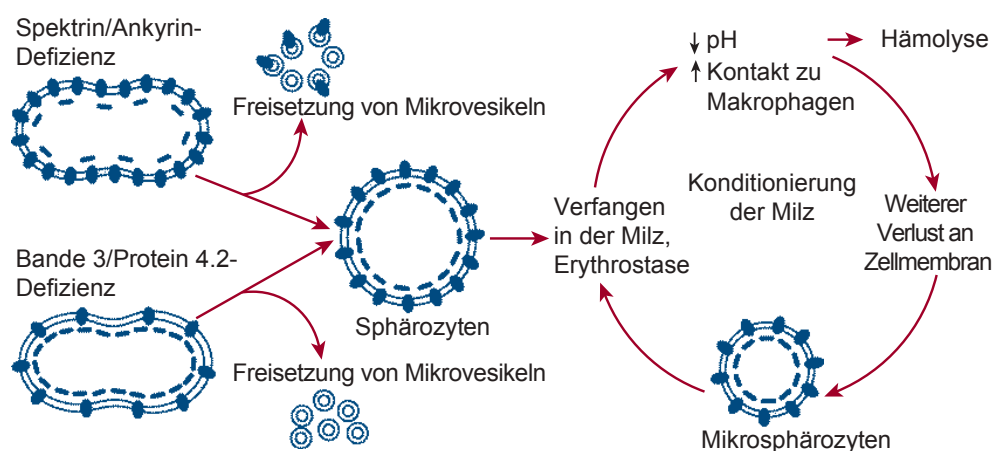 Spektrin/Ankyrin-
Defizienz
Freisetzung von Mikrovesikeln
Bande 3/Protein 4.2-
Defizienz
Freisetzung von Mikrovesikeln
Sphärozyten
Verfangen
in der Milz,
Erythrostase
↓ pH
↑ Kontakt zu
Makrophagen
Hämolyse
Konditionierung
der Milz
Weiterer
Verlust an
Zellmembran
Mikrosphärozyten